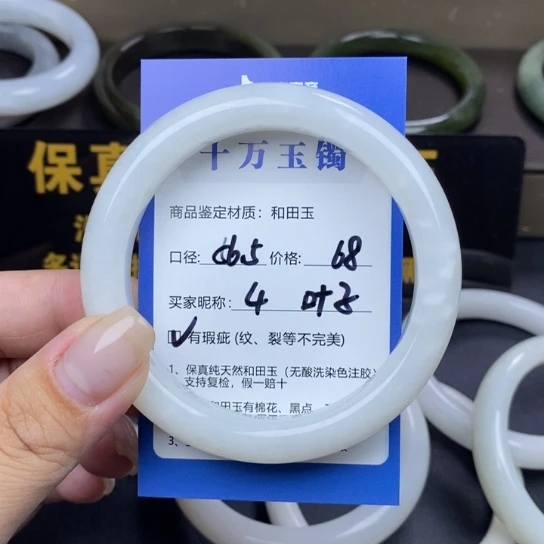 保真
十万玉镯
商品鉴定材质：和田玉
口径：665 价格：68
买家昵称：4 叶子
有瑕疵 (纹、裂等不完美)
1、保真纯天然和田玉（无酸洗染色注胶）
支持复检，假一赔十
和田玉有棉花、黑点、
3、